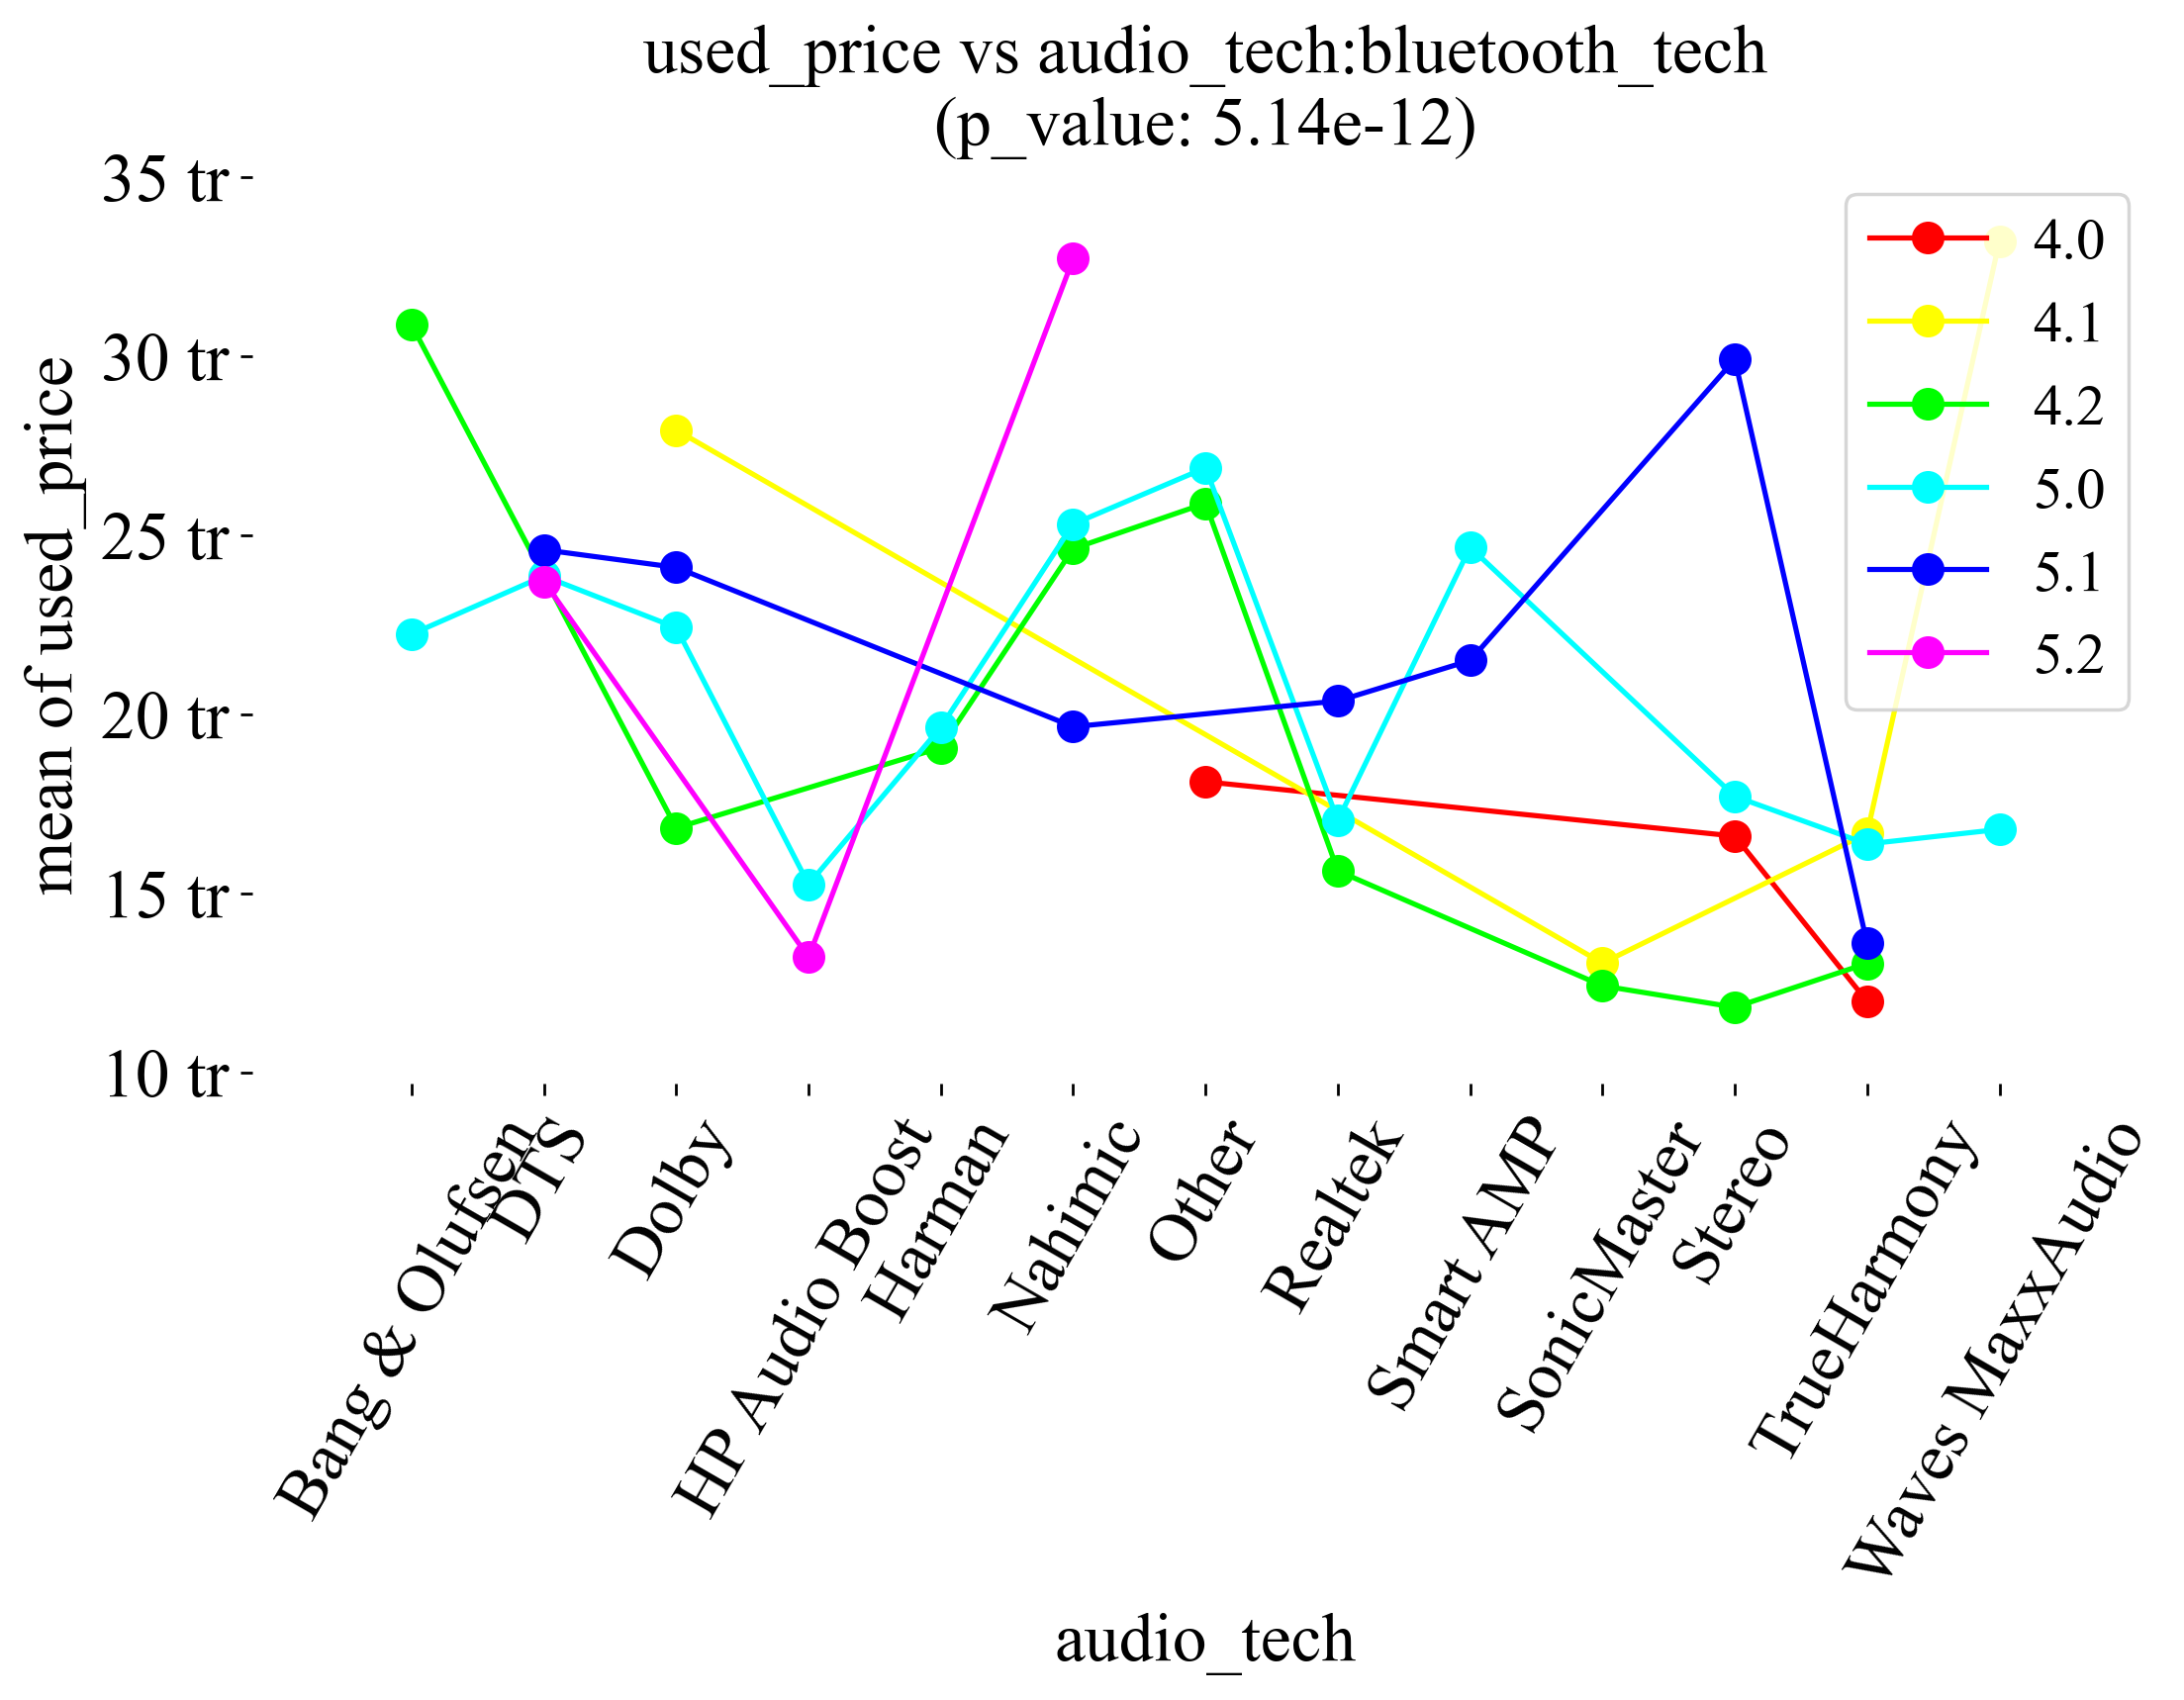 used_price vs audio_tech:bluetooth_tech
(p_value: 5.14e-12)
mean of used_price
35 tr
30 tr
25 tr
20 tr
15 tr
10 tr
4.0
4.1
4.2
5.0
5.1
5.2
Bang & Olufsen
DTS
Dolby
HP Audio Boost
Harman
Nahimic
Other
Realtek
Smart AMP
SonicMaster
Stereo
TrueHarmony
Waves MaxxAudio
audio_tech